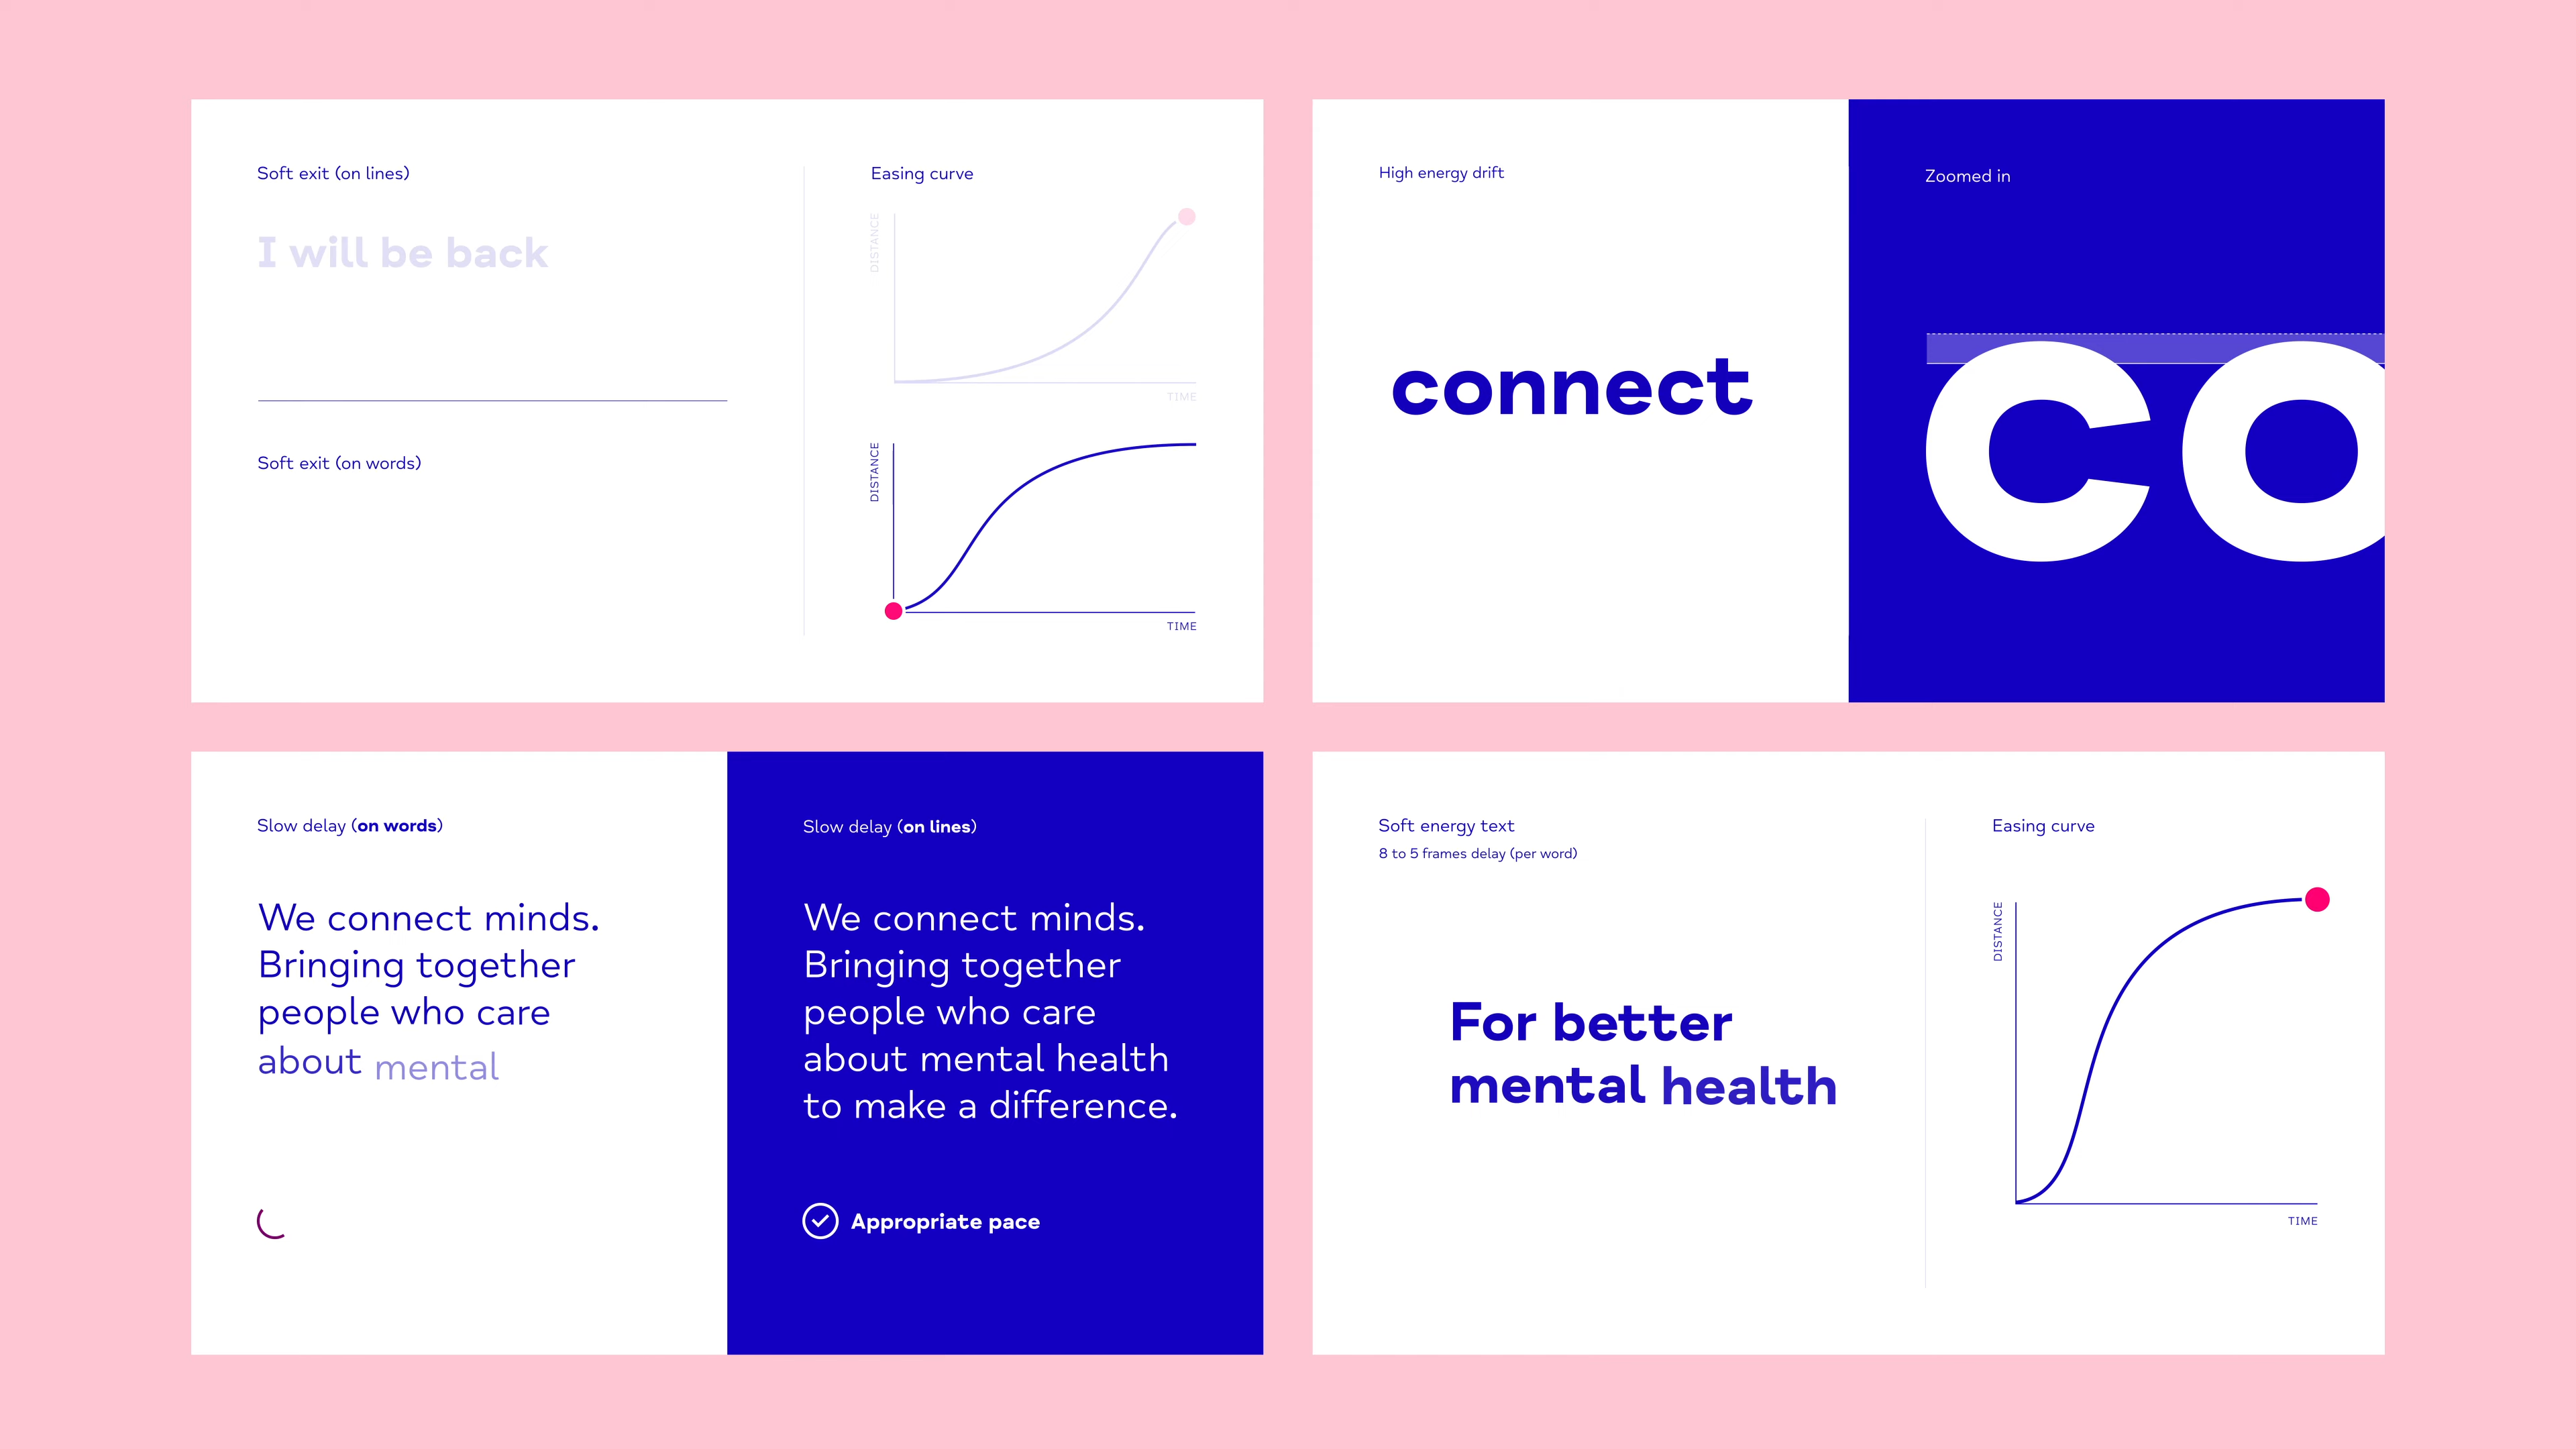 Soft exit (on lines)
I will be back
Soft exit (on words)
Easing curve
DISTANCE
TIME
DISTANCE
TIME
High energy drift
connect
Zoomed in
co
Slow delay (on words)
We connect minds.
Bringing together
people who care
about mental
Slow delay (on lines)
We connect minds.
Bringing together
people who care
about mental health
to make a difference.
Appropriate pace
Soft energy text
8 to 5 frames delay (per word)
For better
mental health
Easing curve
DISTANCE
TIME